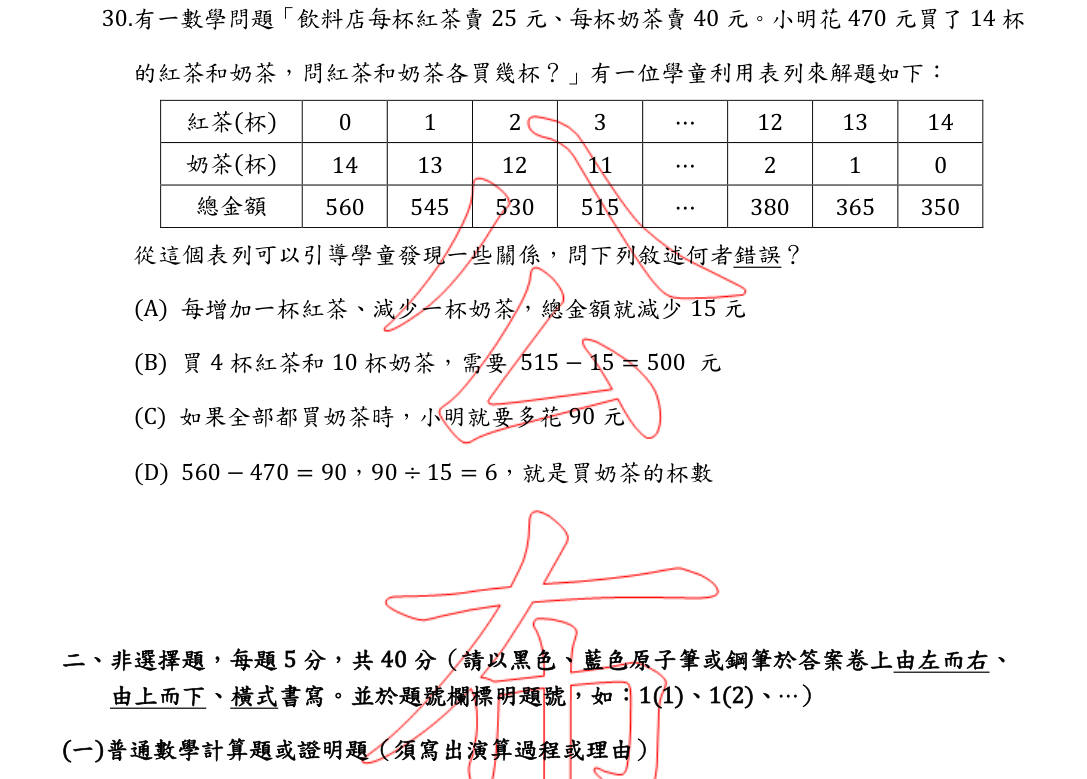 30.有一數學問題「飲料店每杯紅茶賣 25 元、每杯奶茶賣 40 元。小明花 470 元買了 14 杯
的紅茶和奶茶，問紅茶和奶茶各買幾杯？」有一位學童利用表列來解題如下：
紅茶(杯) 0 1 2 3 ⋯ 12 13 14
奶茶(杯) 14 13 12 11 ⋯ 2 1 0
總金額 560 545 530 515 ⋯ 380 365 350
從這個表列可以引導學童發現一些關係，問下列敘述何者錯誤？
(A) 每增加一杯紅茶、減少一杯奶茶，總金額就減少 15 元
(B) 買 4 杯紅茶和 10 杯奶茶，需要 515 − 15 = 500 元
(C) 如果全部都買奶茶時，小明就要多花 90 元
(D) 560 − 470 = 90，90 ÷ 15 = 6，就是買奶茶的杯數
二、非選擇題，每題 5 分，共 40 分（請以黑色、藍色原子筆或鋼筆於答案卷上由左而右、
由上而下、橫式書寫。並於題號欄標明題號，如：1(1)、1(2)、⋯）
(一)普通數學計算題或證明題（須寫出演算過程或理由）
公
布